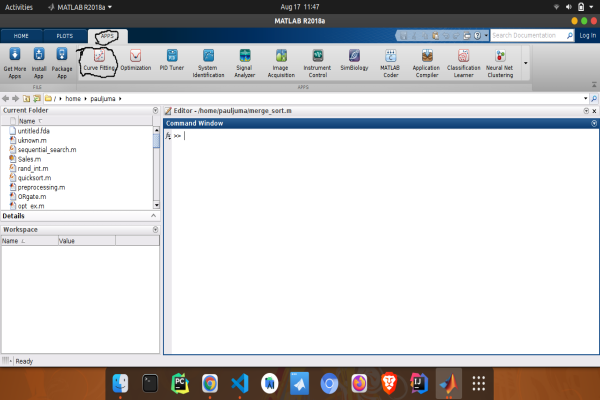 Activities MATLAB R2018a Aug 17 11:47
MATLAB R2018a
HOME PLOTS APPS Search Documentation Log In
Get More Apps Install App Package App Curve Fitting Optimization PID Tuner System Identification Signal Analyzer Image Acquisition Instrument Control SimBiology MATLAB Coder Application Compiler Classification Learner Neural Net Clustering
FILE APPS
/ home pauljuma
Current Folder Editor - /home/pauljuma/merge_sort.m
Name Command Window
untitled.fda fx >>
uknown.m
sequential_search.m
Sales.m
rand_int.m
quicksort.m
preprocessing.m
ORgate.m
opt_ex.m
Details
Workspace
Name Value
Ready
PC
IJ